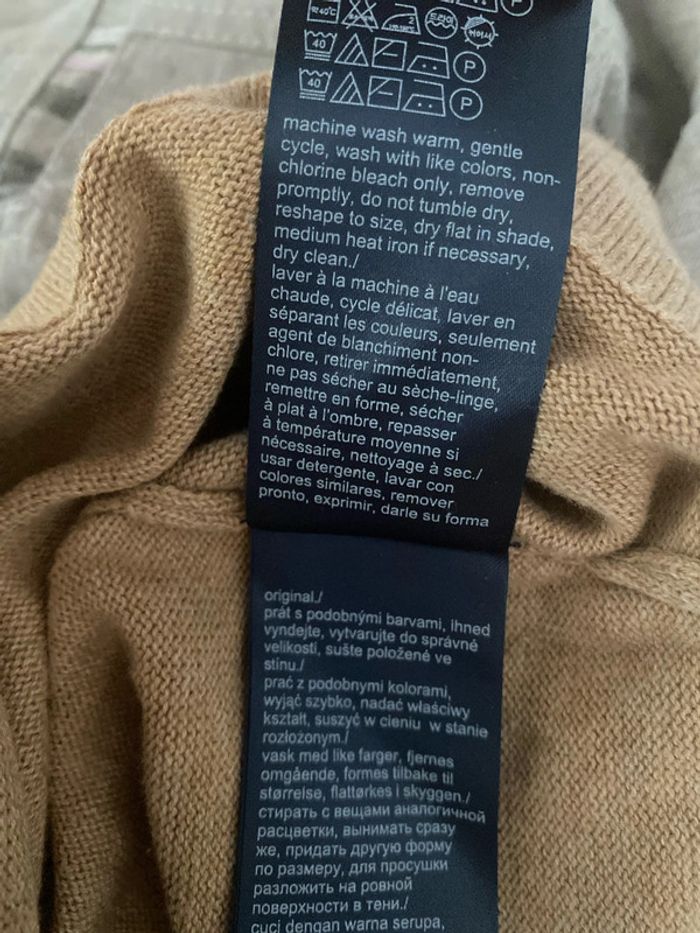 약 40℃
드라이
40
P
40
P
machine wash warm, gentle
cycle, wash with like colors, non-
chlorine bleach only, remove
promptly, do not tumble dry,
reshape to size, dry flat in shade,
medium heat iron if necessary,
dry clean./
laver à la machine à l'eau
chaude, cycle délicat, laver en
séparant les couleurs, seulement
agent de blanchiment non-
chlore, retirer immédiatement,
ne pas sécher au sèche-linge,
remettre en forme, sécher
à plat à l'ombre, repasser
à température moyenne si
nécessaire, nettoyage à sec./
usar detergente, lavar con
colores similares, remover
pronto, exprimir, darle su forma
original./
prát s podobnými barvami, ihned
vyndejte, vytvarujte do správné
velikosti, sušte položené ve
stínu./
prać z podobnymi kolorami,
wyjąć szybko, nadać właściwy
kształt, suszyć w cieniu w stanie
rozłożonym./
vask med like farger, fjernes
omgående, formes tilbake til
størrelse, flattørkes i skyggen./
стирать с вещами аналогичной
расцветки, вынимать сразу
же, придать другую форму
по размеру, для просушки
разложить на ровной
поверхности в тени./
cuci dengan warna serupa,